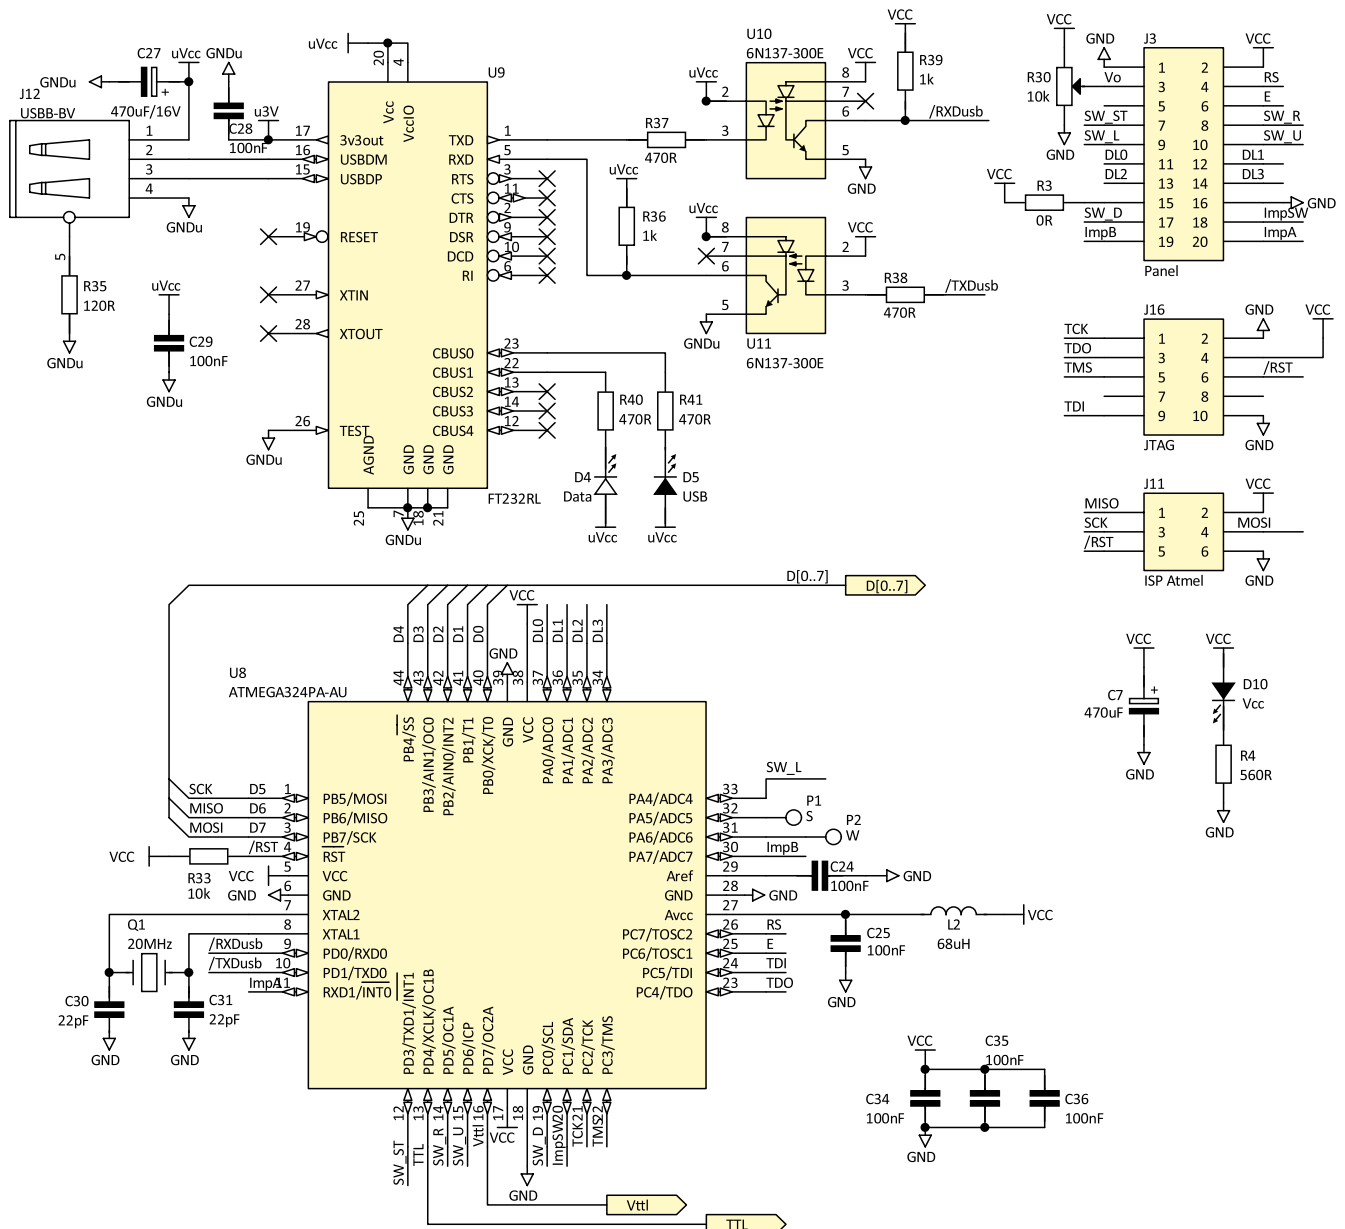 C27
GNDu
uVcc
470uF/16V
+
J12
USBB-BV
1
2
3
4
GNDu
5
R35
120R
GNDu
GNDu
C28
100nF
u3V
uVcc
C29
100nF
GNDu
uVcc
20
4
U9
Vcc
VccIO
17 3v3out
16 USBDM
15 USBDP
19 RESET
27 XTIN
28 XTOUT
26 TEST
GNDu
TXD 1
RXD 5
RTS 3
CTS 11
DTR 2
DSR 9
DCD 10
RI 6
CBUS0 23
CBUS1 22
CBUS2 13
CBUS3 14
CBUS4 12
AGND
GND
GND
GND
25
7
18
21
GNDu
FT232RL
R40
470R
R41
470R
D4
Data
D5
USB
uVcc
uVcc
R37
470R
uVcc
R36
1k
U10
6N137-300E
uVcc
2
3
8
7
6
5
VCC
GND
VCC
R39
1k
/RXDusb
uVcc
8
7
6
5
GNDu
2
3
VCC
R38
470R
/TXDusb
U11
6N137-300E
VCC
R30
10k
GND
VCC
R3
0R
J3
GND
VCC
1 2
Vo 3 4 RS
5 6 E
SW_ST 7 8 SW_R
SW_L 9 10 SW_U
DL0 11 12 DL1
DL2 13 14 DL3
15 16 GND
SW_D 17 18 ImpSW
ImpB 19 20 ImpA
Panel
J16
GND
VCC
TCK 1 2
TDO 3 4
TMS 5 6 /RST
7 8
TDI 9 10
GND
JTAG
J11
VCC
MISO 1 2
SCK 3 4 MOSI
/RST 5 6
GND
ISP Atmel
D[0..7]
D[0..7]
U8
ATMEGA324PA-AU
D4
D3
D2
D1
D0
GND
VCC
DL0
DL1
DL2
DL3
44
43
42
41
40
39
38
37
36
35
34
PB4/SS
PB3/AIN1/OC0
PB2/AIN0/INT2
PB1/T1
PB0/XCK/T0
GND
VCC
PA0/ADC0
PA1/ADC1
PA2/ADC2
PA3/ADC3
SCK D5 1 PB5/MOSI
MISO D6 2 PB6/MISO
MOSI D7 3 PB7/SCK
VCC
R33
10k
/RST 4 RST
VCC 5 VCC
GND 6 GND
7 XTAL2
8 XTAL1
/RXDusb 9 PD0/RXD0
/TXDusb 10 PD1/TXD0
ImpA 11 RXD1/INT0
Q1
20MHz
C30
22pF
GND
C31
22pF
GND
PA4/ADC4 33 SW_L
PA5/ADC5 32
P1
S
PA6/ADC6 31
P2
W
PA7/ADC7 30 ImpB
Aref 29
C24
100nF
GND
GND 28 GND
Avcc 27
L2
68uH
VCC
PC7/TOSC2 26 RS
PC6/TOSC1 25 E
PC5/TDI 24 TDI
PC4/TDO 23 TDO
C25
100nF
GND
PD3/TXD1/INT1
PD4/XCLK/OC1B
PD5/OC1A
PD6/ICP
PD7/OC2A
VCC
GND
PC0/SCL
PC1/SDA
PC2/TCK
PC3/TMS
SW_ST 12
TTL 13
SW_R 14
SW_U 15
Vttl 16
17
VCC
18
GND
SW_D 19
ImpSW 20
TCK 21
TMS 22
Vttl
TTL
VCC
C7
470uF
+
GND
VCC
D10
Vcc
R4
560R
GND
VCC
C34
100nF
C35
100nF
C36
100nF
GND